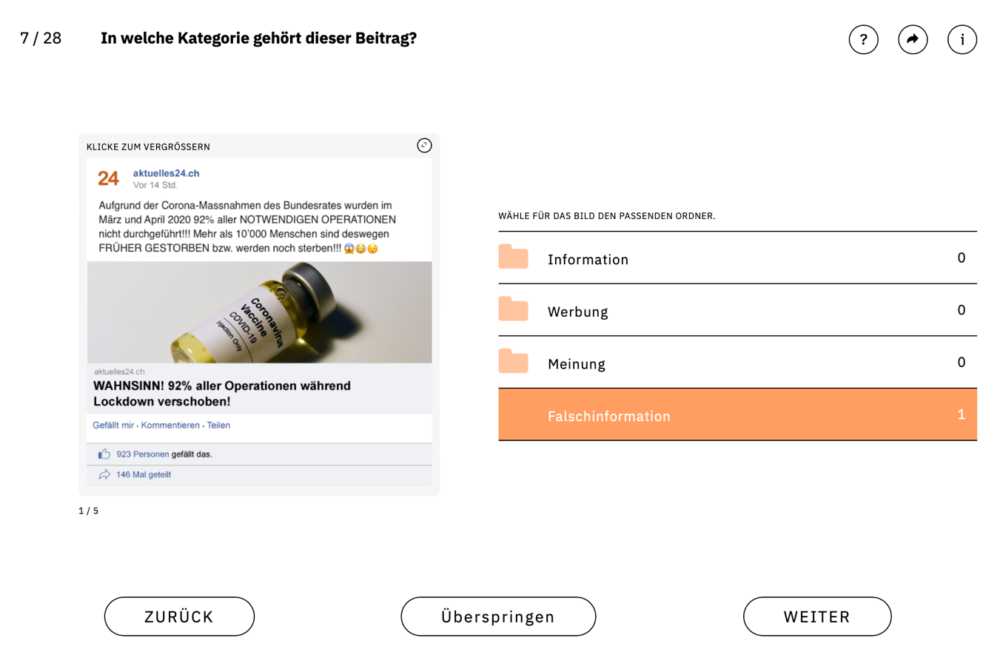 7 / 28
In welche Kategorie gehört dieser Beitrag?
?
i
KLICKE ZUM VERGRÖSSERN
24
aktuelles24.ch
Vor 14 Std.
Aufgrund der Corona-Massnahmen des Bundesrates wurden im
März und April 2020 92% aller NOTWENDIGEN OPERATIONEN
nicht durchgeführt!!! Mehr als 10’000 Menschen sind deswegen
FRÜHER GESTORBEN bzw. werden noch sterben!!! 😱😳😥
Coronavirus
Vaccine
COVID-19
Injection Only
aktuelles24.ch
WAHNSINN! 92% aller Operationen während
Lockdown verschoben!
Gefällt mir · Kommentieren · Teilen
923 Personen gefällt das.
146 Mal geteilt
1 / 5
WÄHLE FÜR DAS BILD DEN PASSENDEN ORDNER.
Information 0
Werbung 0
Meinung 0
Falschinformation 1
ZURÜCK
Überspringen
WEITER